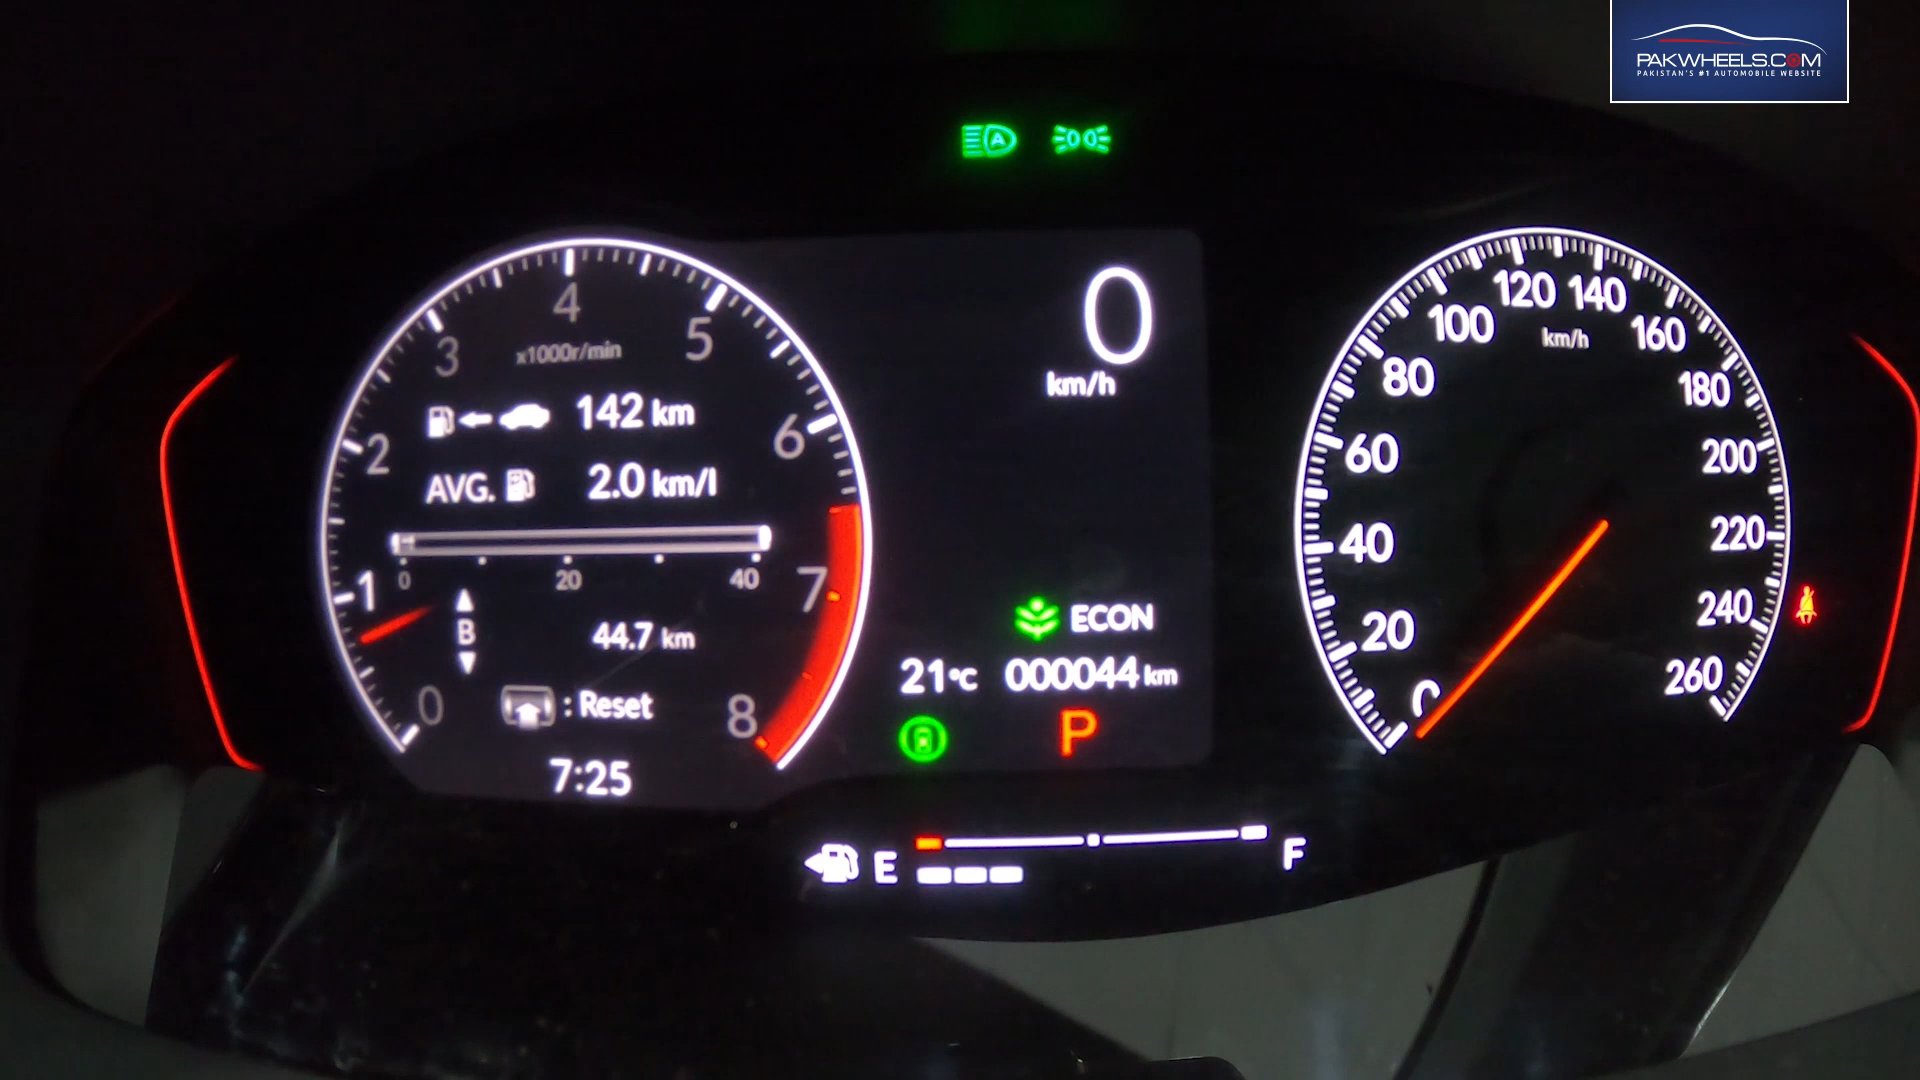 PAKWHEELS.COM
PAKISTAN'S #1 AUTOMOBILE WEBSITE
A
0 1 2 3 4 5 6 7 8
x1000r/min
142 km
AVG. 2.0 km/l
0 20 40
B 44.7 km
: Reset
7:25
0
km/h
ECON
21°C 000044 km
P
0 20 40 60 80 100 120 140 160 180 200 220 240 260
km/h
E F